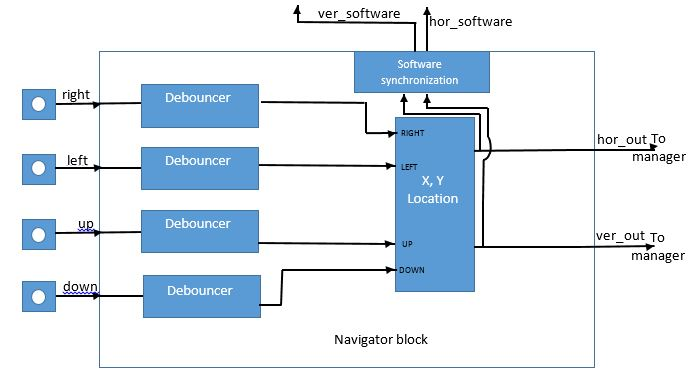 ver_software
hor_software
Software
synchronization
right
Debouncer
RIGHT
hor_out To
manager
left
Debouncer
LEFT
X, Y
Location
up
Debouncer
UP
ver_out To
manager
down
Debouncer
DOWN
Navigator block